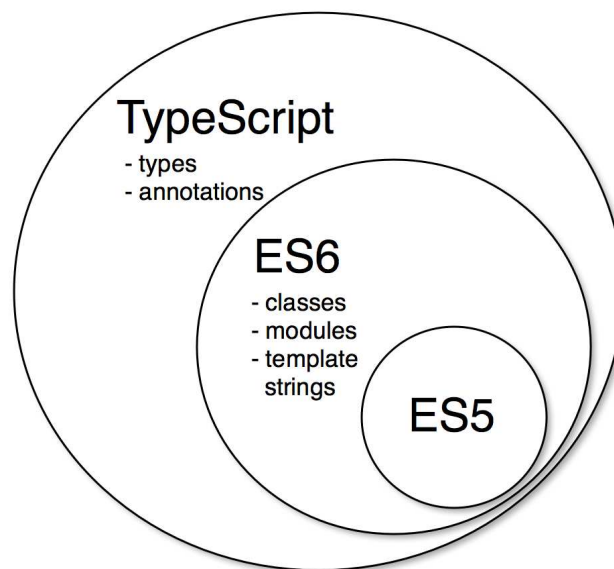 TypeScript
- types
- annotations
ES6
- classes
- modules
- template
strings
ES5